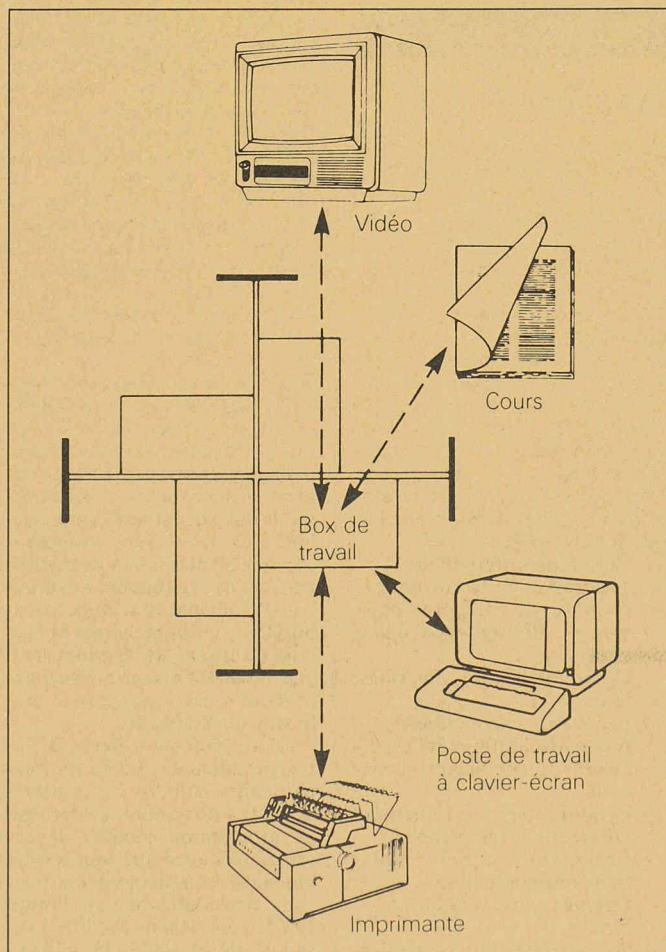 Vidéo
Cours
Box de
travail
Poste de travail
à clavier-écran
Imprimante